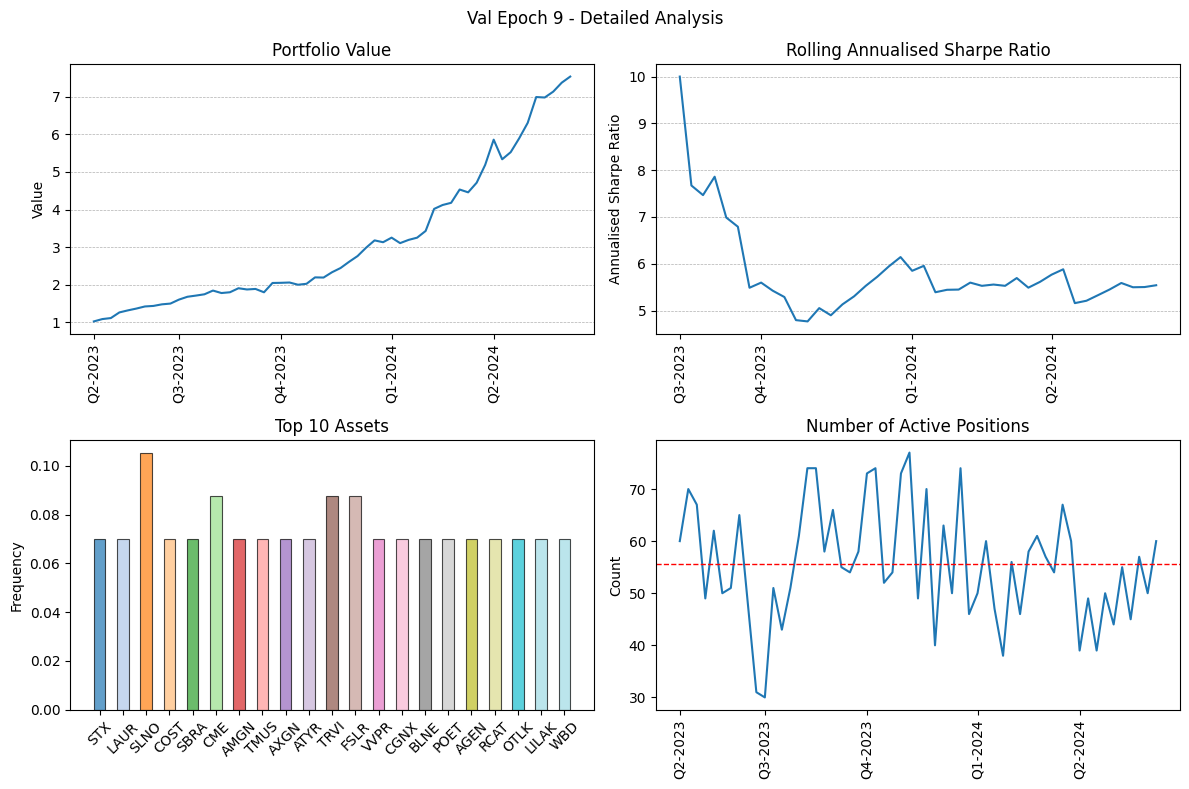 Val Epoch 9 - Detailed Analysis
Portfolio Value
Value
7
6
5
4
3
2
1
Q2-2023
Q3-2023
Q4-2023
Q1-2024
Q2-2024
Rolling Annualised Sharpe Ratio
Annualised Sharpe Ratio
10
9
8
7
6
5
Q3-2023
Q4-2023
Q1-2024
Q2-2024
Top 10 Assets
Frequency
0.10
0.08
0.06
0.04
0.02
0.00
STX
LAUR
SLNO
COST
SBRA
CME
AMGN
TMUS
AXGN
ATYR
TRVI
FSLR
VVPR
CGNX
BLNE
POET
AGEN
RCAT
OTLK
LILAK
WBD
Number of Active Positions
Count
70
60
50
40
30
Q2-2023
Q3-2023
Q4-2023
Q1-2024
Q2-2024